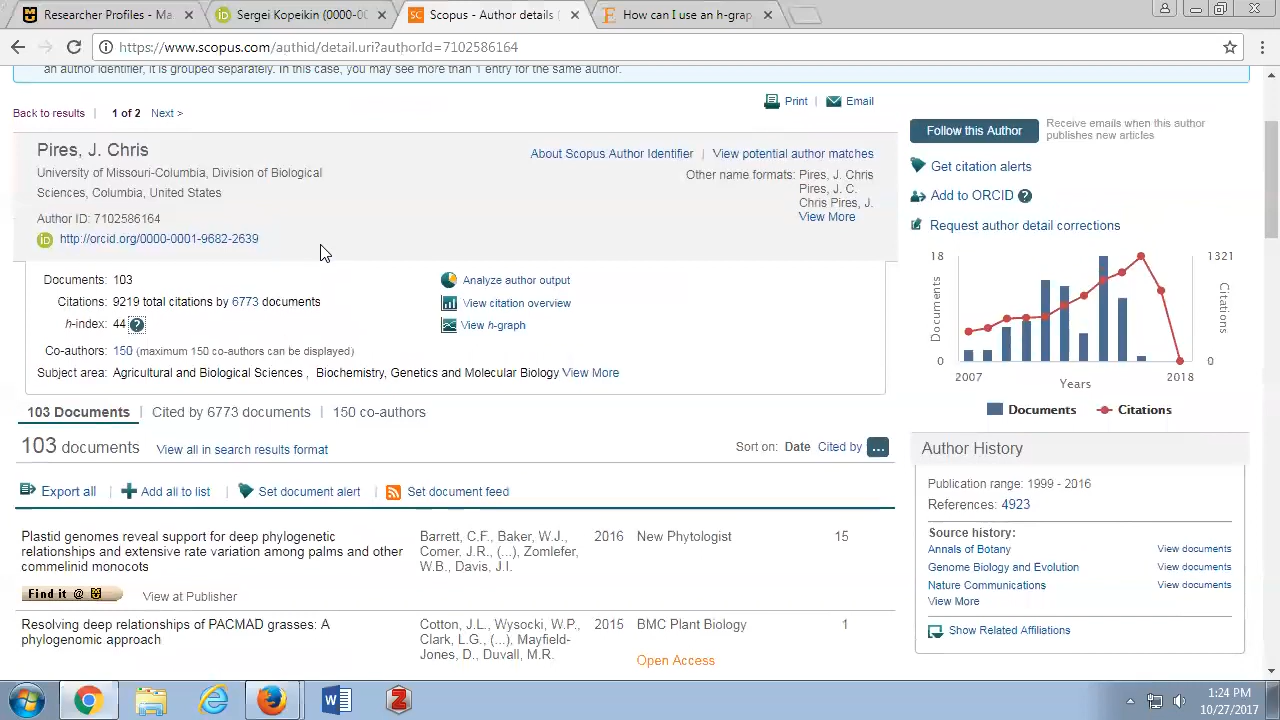 Researcher Profiles - Ma
Sergei Kopeikin (0000-00
Scopus - Author details (
How can I use an h-grap
https://www.scopus.com/authid/detail.uri?authorId=7102586164
an author identifier, it is grouped separately. In this case, you may see more than 1 entry for the same author.
Back to results | 1 of 2 Next >
Print | Email
Pires, J. Chris
University of Missouri-Columbia, Division of Biological
Sciences, Columbia, United States
Author ID: 7102586164
http://orcid.org/0000-0001-9682-2639
About Scopus Author Identifier | View potential author matches
Other name formats: Pires, J. Chris
Pires, J. C.
Chris Pires, J.
View More
Documents: 103
Citations: 9219 total citations by 6773 documents
h-index: 44 ?
Co-authors: 150 (maximum 150 co-authors can be displayed)
Subject area: Agricultural and Biological Sciences , Biochemistry, Genetics and Molecular Biology View More
Analyze author output
View citation overview
View h-graph
Follow this Author
Receive emails when this author
publishes new articles
Get citation alerts
Add to ORCID ?
Request author detail corrections
18
1321
Documents
Citations
0
0
2007
2018
Years
Documents
Citations
103 Documents | Cited by 6773 documents | 150 co-authors
103 documents View all in search results format
Sort on: Date Cited by ...
Export all | Add all to list | Set document alert | Set document feed
Plastid genomes reveal support for deep phylogenetic
relationships and extensive rate variation among palms and other
commelinid monocots
Barrett, C.F., Baker, W.J.,
Comer, J.R., (...), Zomlefer,
W.B., Davis, J.I.
2016
New Phytologist
15
Find it @
View at Publisher
Resolving deep relationships of PACMAD grasses: A
phylogenomic approach
Cotton, J.L., Wysocki, W.P.,
Clark, L.G., (...), Mayfield-
Jones, D., Duvall, M.R.
2015
BMC Plant Biology
Open Access
1
Author History
Publication range: 1999 - 2016
References: 4923
Source history:
Annals of Botany View documents
Genome Biology and Evolution View documents
Nature Communications View documents
View More
Show Related Affiliations
1:24 PM
10/27/2017